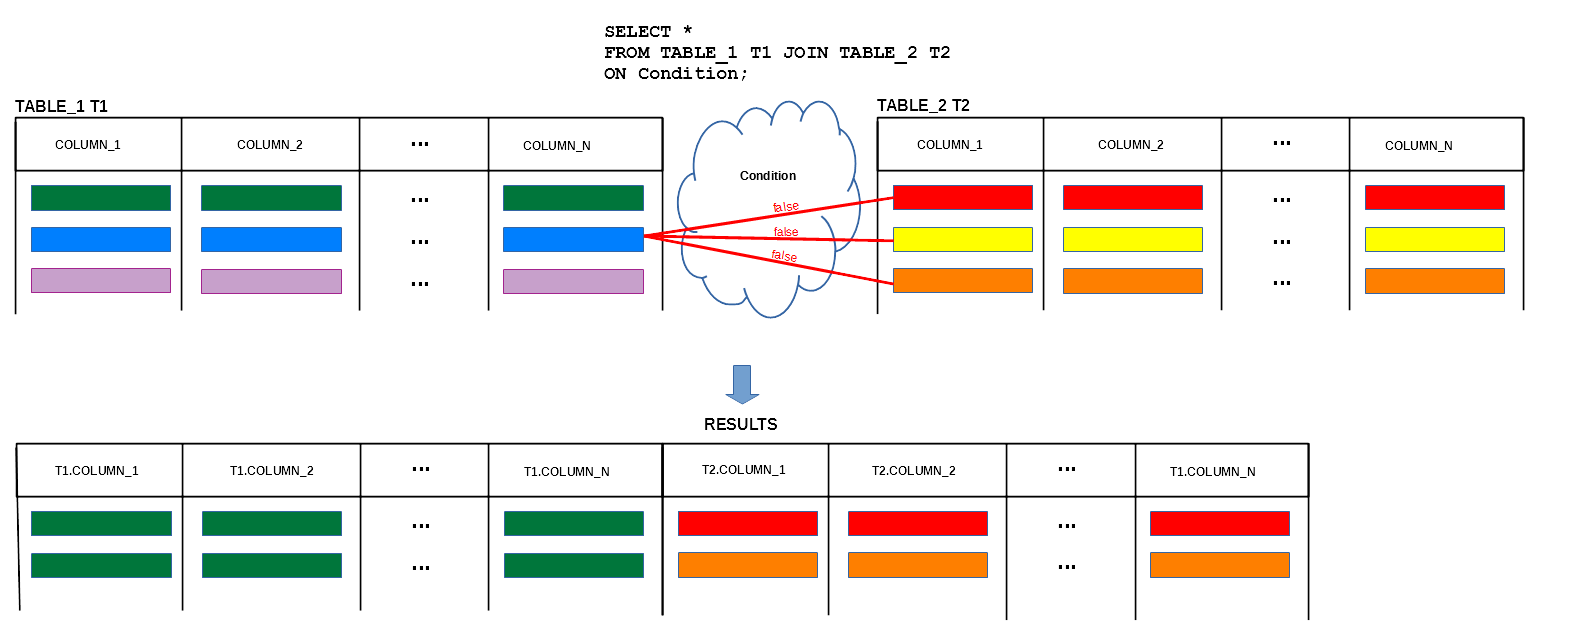 SELECT *
FROM TABLE_1 T1 JOIN TABLE_2 T2
ON Condition;
TABLE_1 T1
COLUMN_1 COLUMN_2 ... COLUMN_N
...
...
...
Condition
false
false
false
TABLE_2 T2
COLUMN_1 COLUMN_2 ... COLUMN_N
...
...
...
RESULTS
T1.COLUMN_1 T1.COLUMN_2 ... T1.COLUMN_N T2.COLUMN_1 T2.COLUMN_2 ... T1.COLUMN_N
... ...
... ...